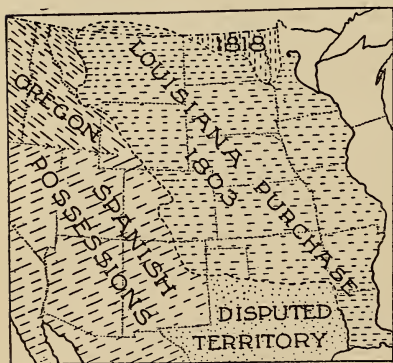 1818
LOUISIANA PURCHASE
1803
OREGON
SPANISH
POSSESSIONS
DISPUTED
TERRITORY